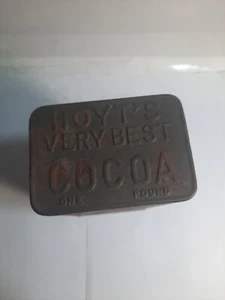 HOYT'S
VERY BEST
COCOA
ONE POUND